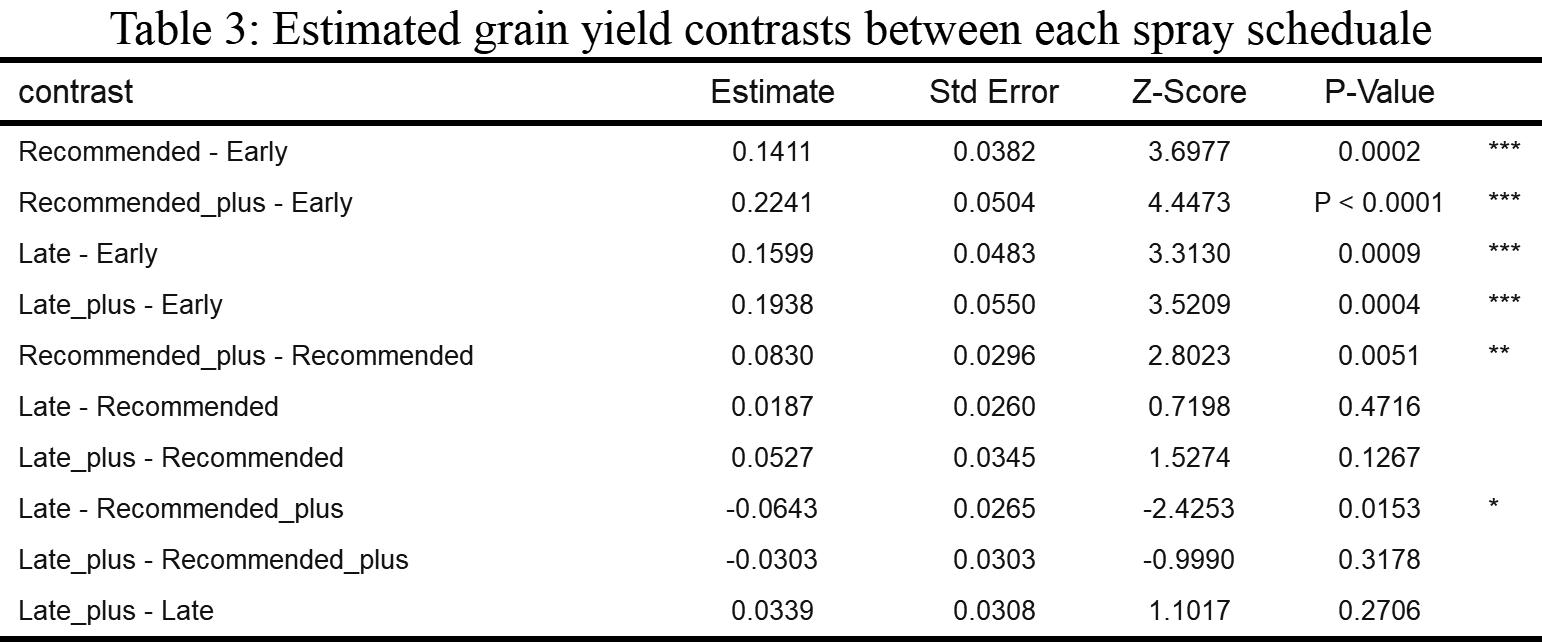 Table 3: Estimated grain yield contrasts between each spray scheduale
contrast Estimate Std Error Z-Score P-Value
Recommended - Early 0.1411 0.0382 3.6977 0.0002 ***
Recommended_plus - Early 0.2241 0.0504 4.4473 P < 0.0001 ***
Late - Early 0.1599 0.0483 3.3130 0.0009 ***
Late_plus - Early 0.1938 0.0550 3.5209 0.0004 ***
Recommended_plus - Recommended 0.0830 0.0296 2.8023 0.0051 **
Late - Recommended 0.0187 0.0260 0.7198 0.4716
Late_plus - Recommended 0.0527 0.0345 1.5274 0.1267
Late - Recommended_plus -0.0643 0.0265 -2.4253 0.0153 *
Late_plus - Recommended_plus -0.0303 0.0303 -0.9990 0.3178
Late_plus - Late 0.0339 0.0308 1.1017 0.2706